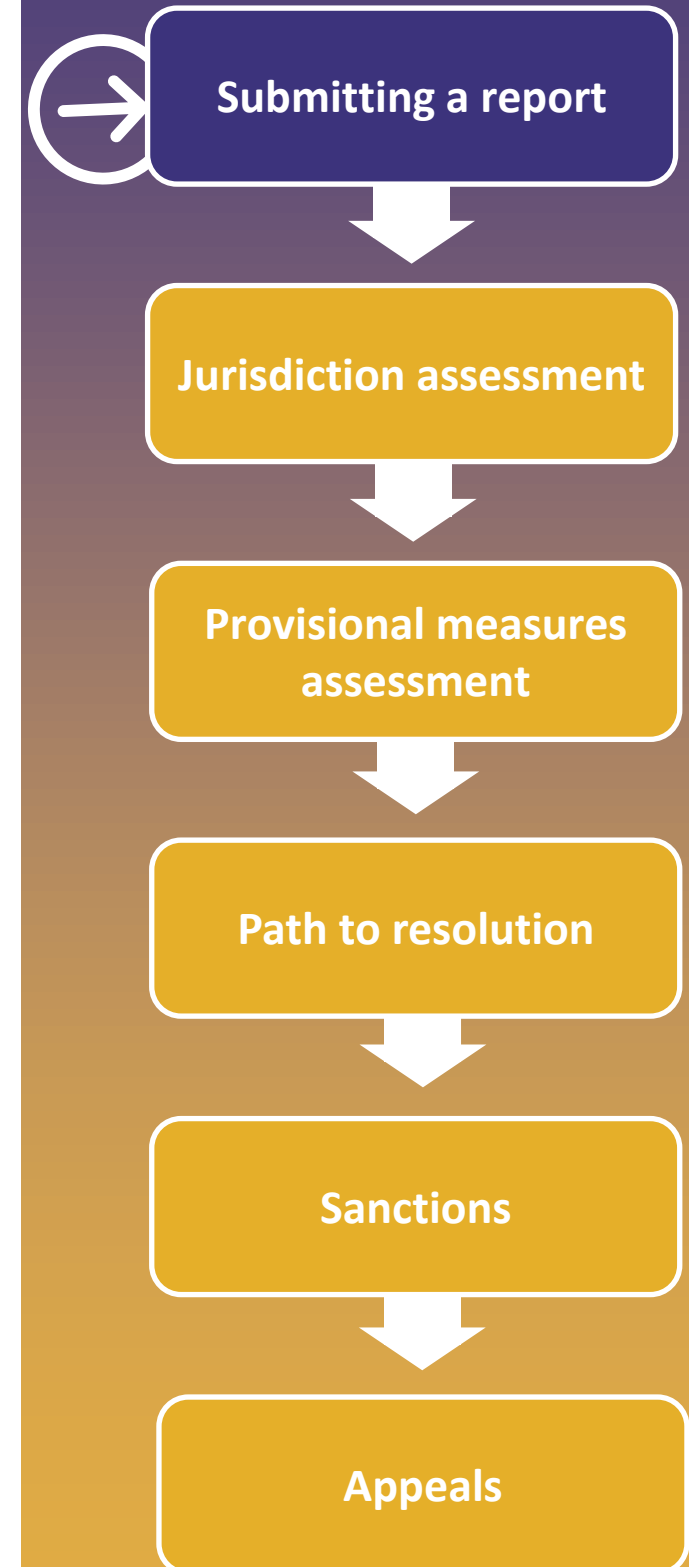 Submitting a report
Jurisdiction assessment
Provisional measures
assessment
Path to resolution
Sanctions
Appeals